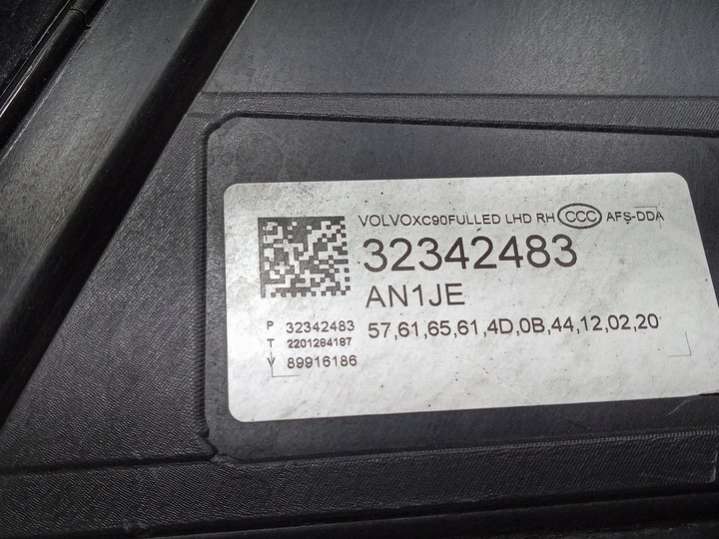 VOLVOXC90FULLED LHD RH CCC AFS-DDA
32342483
AN1JE
57,61,65,61,4D,0B,44,12,02,20
P 32342483
T 2201284187
V 89916186